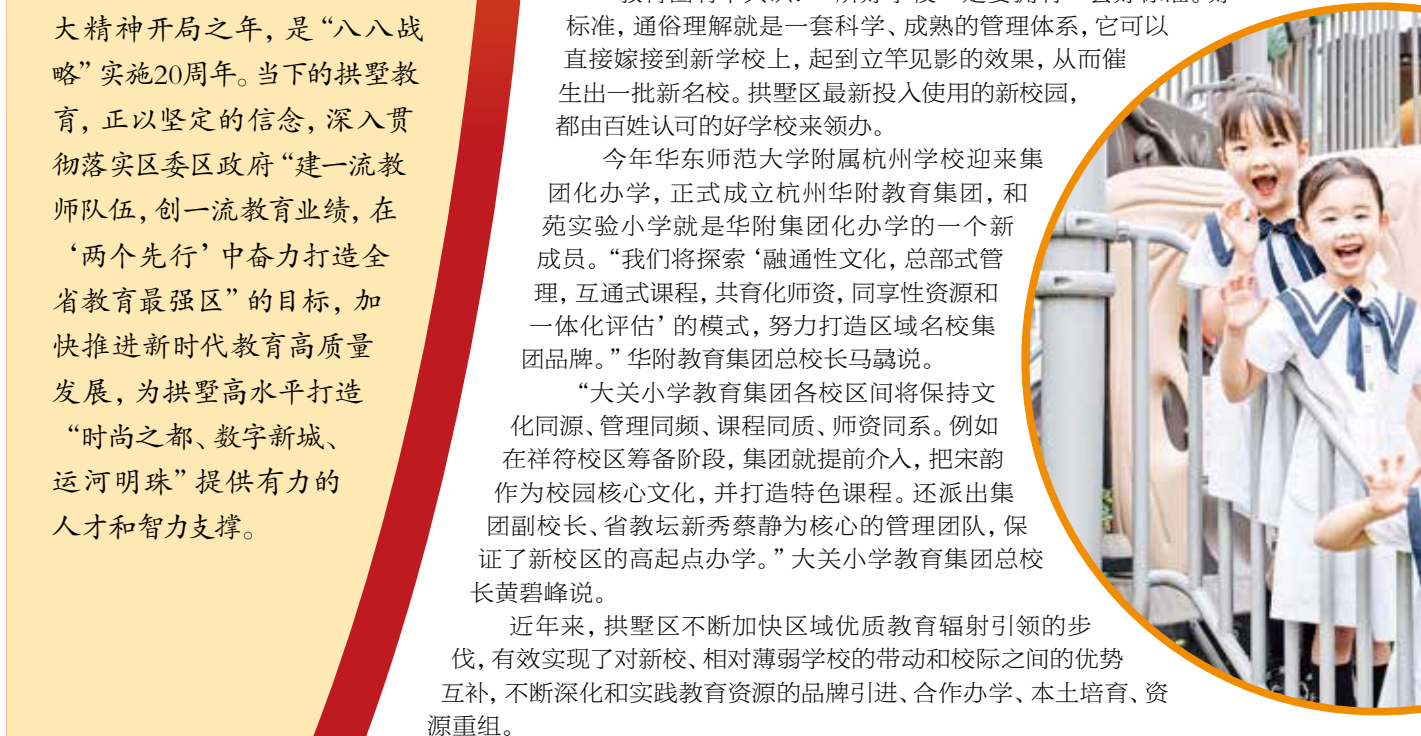 大精神开局之年，是“八八战
略”实施20周年。当下的拱墅教
育，正以坚定的信念，深入贯
彻落实区委区政府“建一流教
师队伍，创一流教育业绩，在
‘两个先行’中奋力打造全
省教育最强区”的目标，加
快推进新时代教育高质量
发展，为拱墅高水平打造
“时尚之都、数字新城、
运河明珠”提供有力的
人才和智力支撑。
标准，通俗理解就是一套科学、成熟的管理体系，它可以
直接嫁接到新学校上，起到立竿见影的效果，从而催
生出一批新名校。拱墅区最新投入使用的新校园，
都由百姓认可的好学校来领办。
今年华东师范大学附属杭州学校迎来集
团化办学，正式成立杭州华附教育集团，和
苑实验小学就是华附集团化办学的一个新
成员。“我们将探索‘融通性文化，总部式管
理，互通式课程，共育化师资，同享性资源和
一体化评估’的模式，努力打造区域名校集
团品牌。”华附教育集团总校长马骉说。
“大关小学教育集团各校区间将保持文
化同源、管理同频、课程同质、师资同系。例如
在祥符校区筹备阶段，集团就提前介入，把宋韵
作为校园核心文化，并打造特色课程。还派出集
团副校长、省教坛新秀蔡静为核心的管理团队，保
证了新校区的高起点办学。”大关小学教育集团总校
长黄碧峰说。
近年来，拱墅区不断加快区域优质教育辐射引领的步
伐，有效实现了对新校、相对薄弱学校的带动和校际之间的优势
互补，不断深化和实践教育资源的品牌引进、合作办学、本土培育、资
源重组。